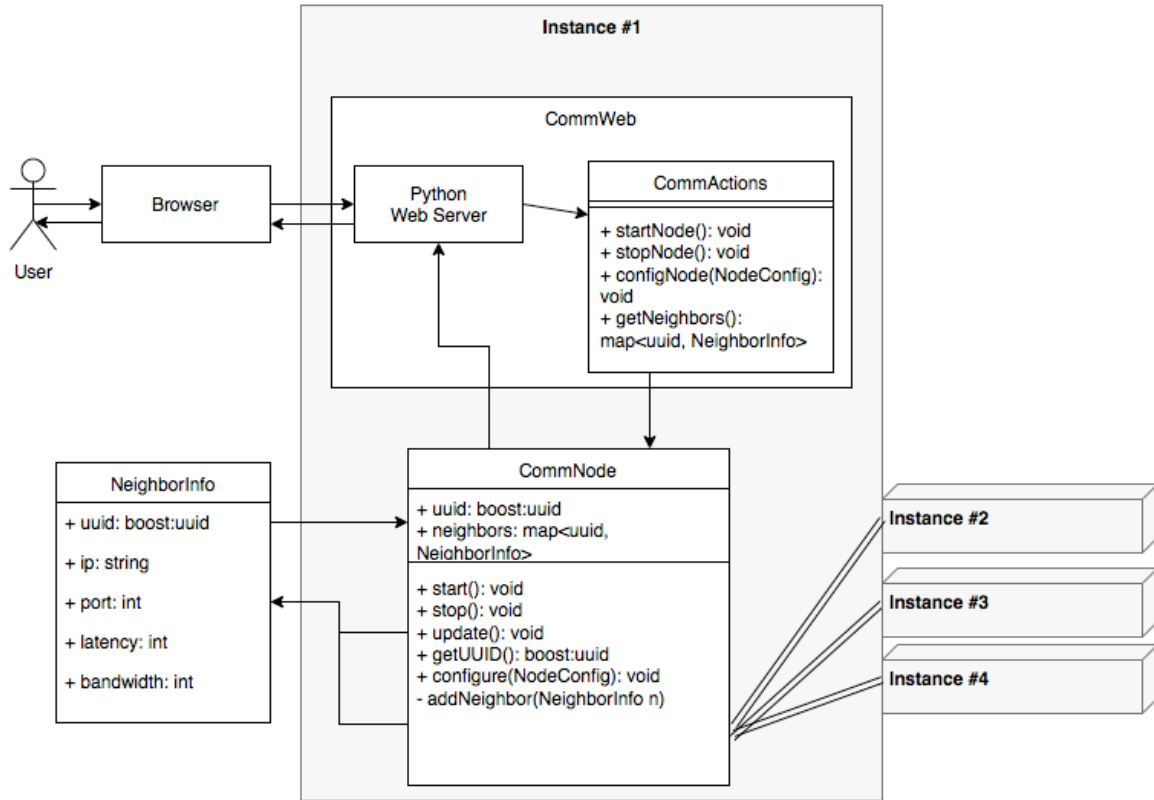 Instance #1
CommWeb
User
Browser
Python
Web Server
CommActions
+ startNode(): void
+ stopNode(): void
+ configNode(NodeConfig):
void
+ getNeighbors():
map<uuid, NeighborInfo>
NeighborInfo
+ uuid: boost:uuid
+ ip: string
+ port: int
+ latency: int
+ bandwidth: int
CommNode
+ uuid: boost:uuid
+ neighbors: map<uuid,
NeighborInfo>
+ start(): void
+ stop(): void
+ update(): void
+ getUUID(): boost:uuid
+ configure(NodeConfig): void
- addNeighbor(NeighborInfo n)
Instance #2
Instance #3
Instance #4